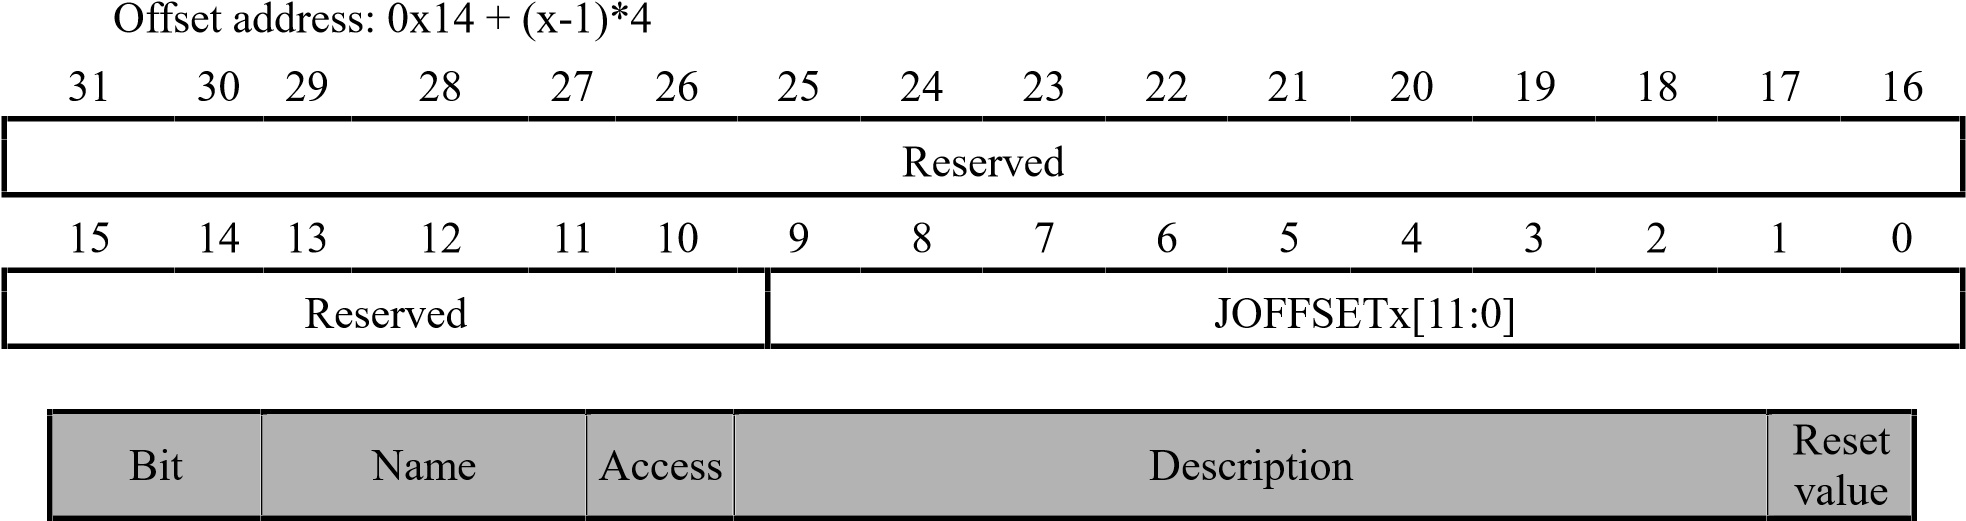 Offset address: 0x14 + (x-1)*4
31 30 29 28 27 26 25 24 23 22 21 20 19 18 17 16
Reserved
15 14 13 12 11 10 9 8 7 6 5 4 3 2 1 0
Reserved JOFFSETx[11:0]
Bit Name Access Description Reset
value